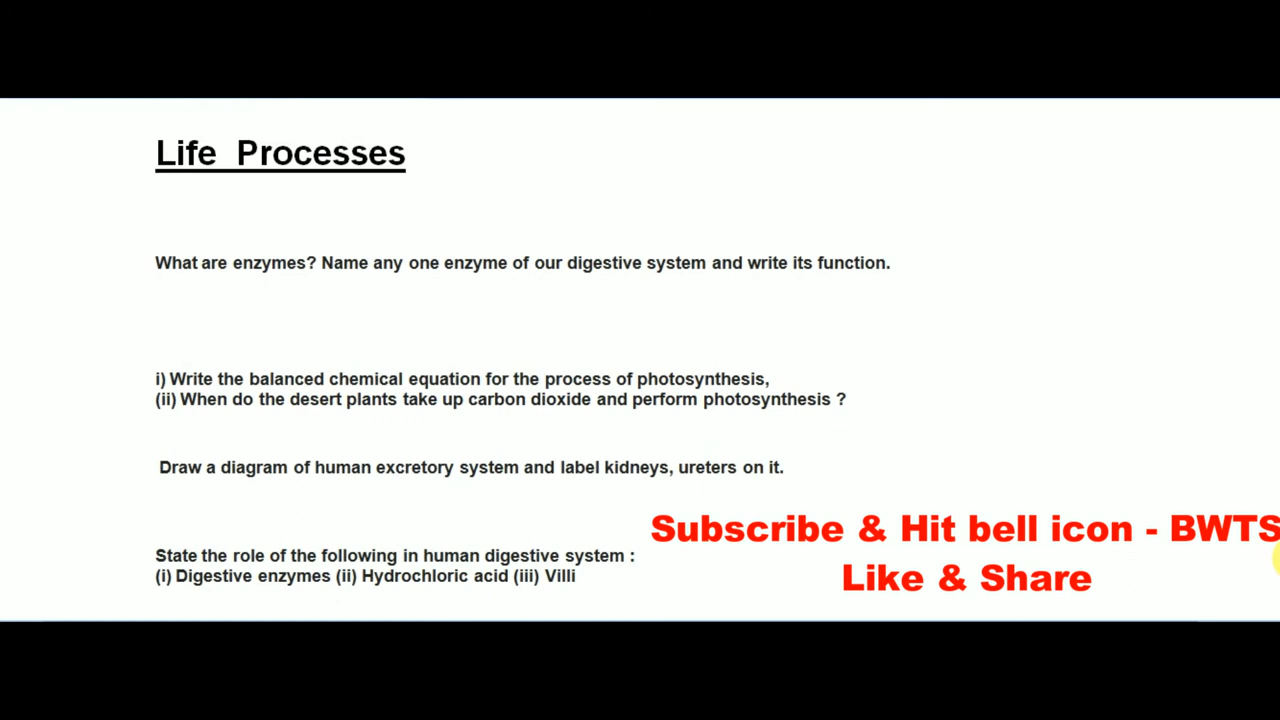 Life Processes
What are enzymes? Name any one enzyme of our digestive system and write its function.
i) Write the balanced chemical equation for the process of photosynthesis,
(ii) When do the desert plants take up carbon dioxide and perform photosynthesis ?
Draw a diagram of human excretory system and label kidneys, ureters on it.
State the role of the following in human digestive system :
(i) Digestive enzymes (ii) Hydrochloric acid (iii) Villi
Subscribe & Hit bell icon - BWTS
Like & Share